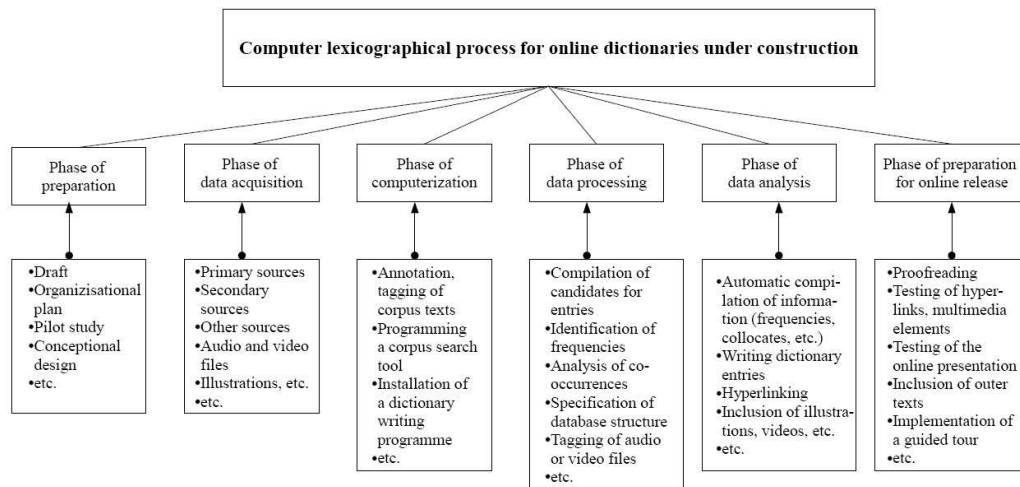 Computer lexicographical process for online dictionaries under construction
Phase of
preparation
Phase of
data acquisition
Phase of
computerization
Phase of
data processing
Phase of
data analysis
Phase of preparation
for online release
•Draft
•Organizisational
plan
•Pilot study
•Conceptional
design
•etc.
•Primary sources
•Secondary
sources
•Other sources
•Audio and video
files
•Illustrations, etc.
•etc.
•Annotation,
tagging of
corpus texts
•Programming
a corpus search
tool
•Installation of
a dictionary
writing
programme
•etc.
•Compilation of
candidates for
entries
•Identification of
frequencies
•Analysis of co-
occurrences
•Specification of
database structure
•Tagging of audio
or video files
•etc.
•Automatic compi-
lation of informa-
tion (frequencies,
collocates, etc.)
•Writing dictionary
entries
•Hyperlinking
•Inclusion of illustra-
tions, videos, etc.
•etc.
•Proofreading
•Testing of hyper-
links, multimedia
elements
•Testing of the
online presentation
•Inclusion of outer
texts
•Implementation of
a guided tour
•etc.